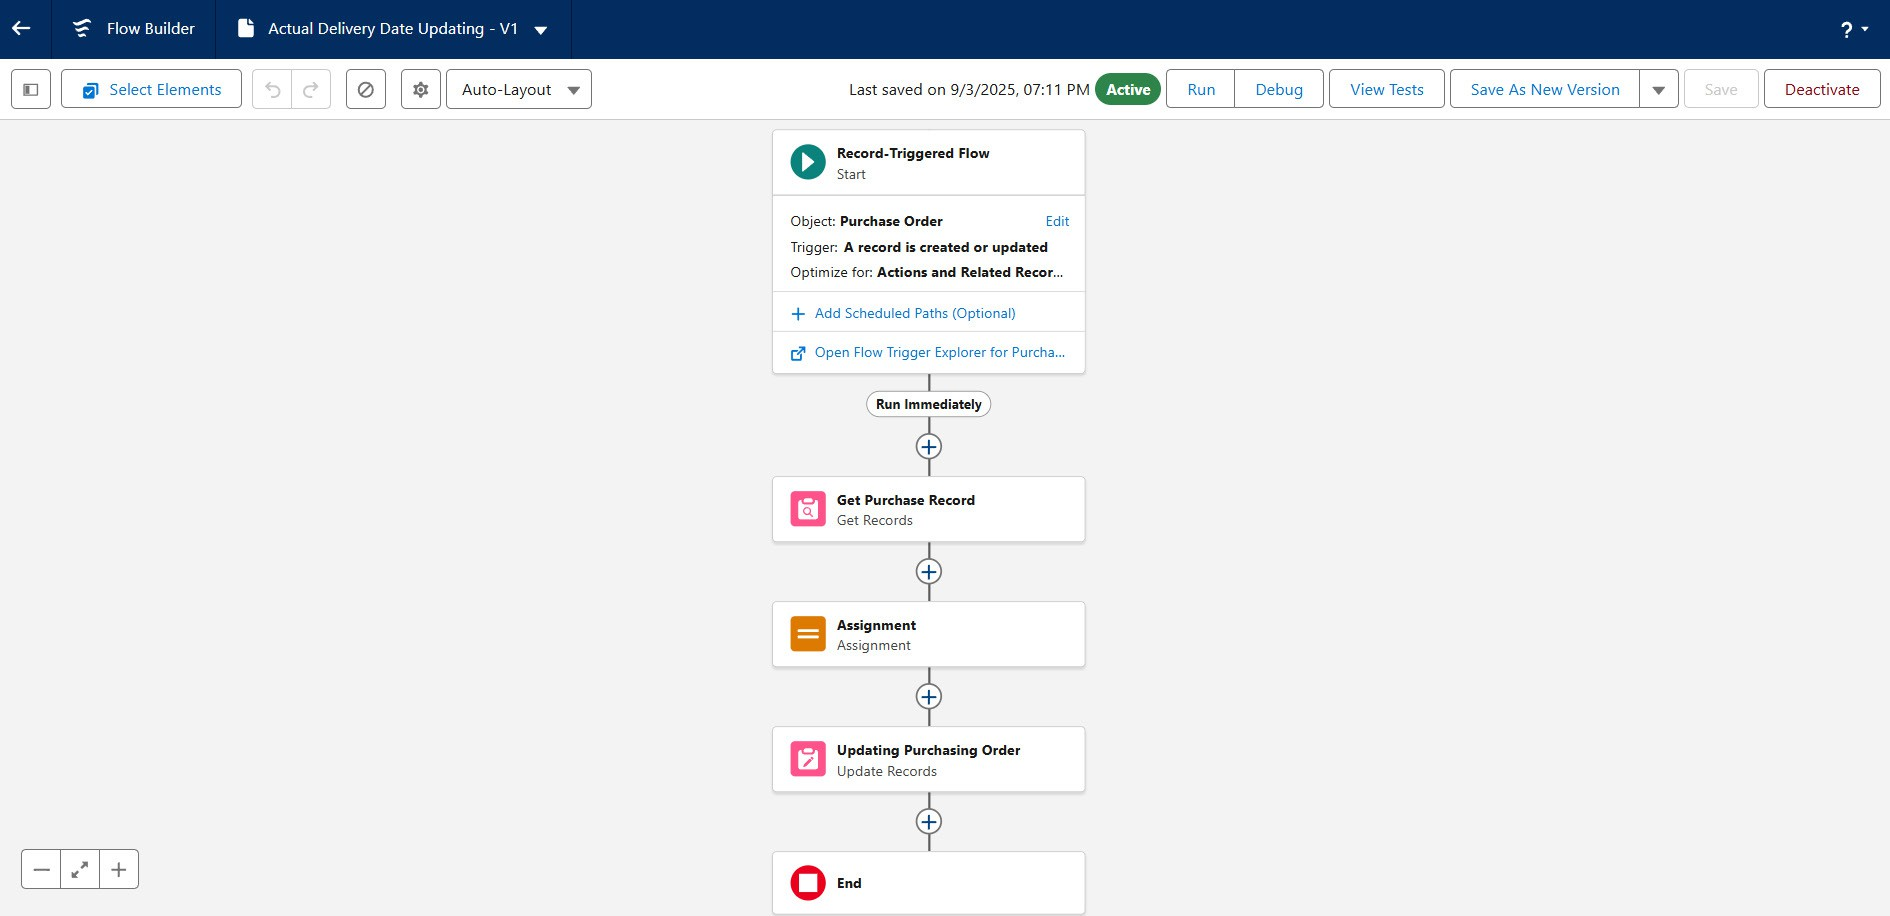 Flow Builder
Actual Delivery Date Updating - V1
?
Select Elements
Auto-Layout
Last saved on 9/3/2025, 07:11 PM
Active
Run
Debug
View Tests
Save As New Version
Save
Deactivate
Record-Triggered Flow
Start
Object: Purchase Order
Edit
Trigger: A record is created or updated
Optimize for: Actions and Related Recor...
Add Scheduled Paths (Optional)
Open Flow Trigger Explorer for Purcha...
Run Immediately
Get Purchase Record
Get Records
Assignment
Assignment
Updating Purchasing Order
Update Records
End